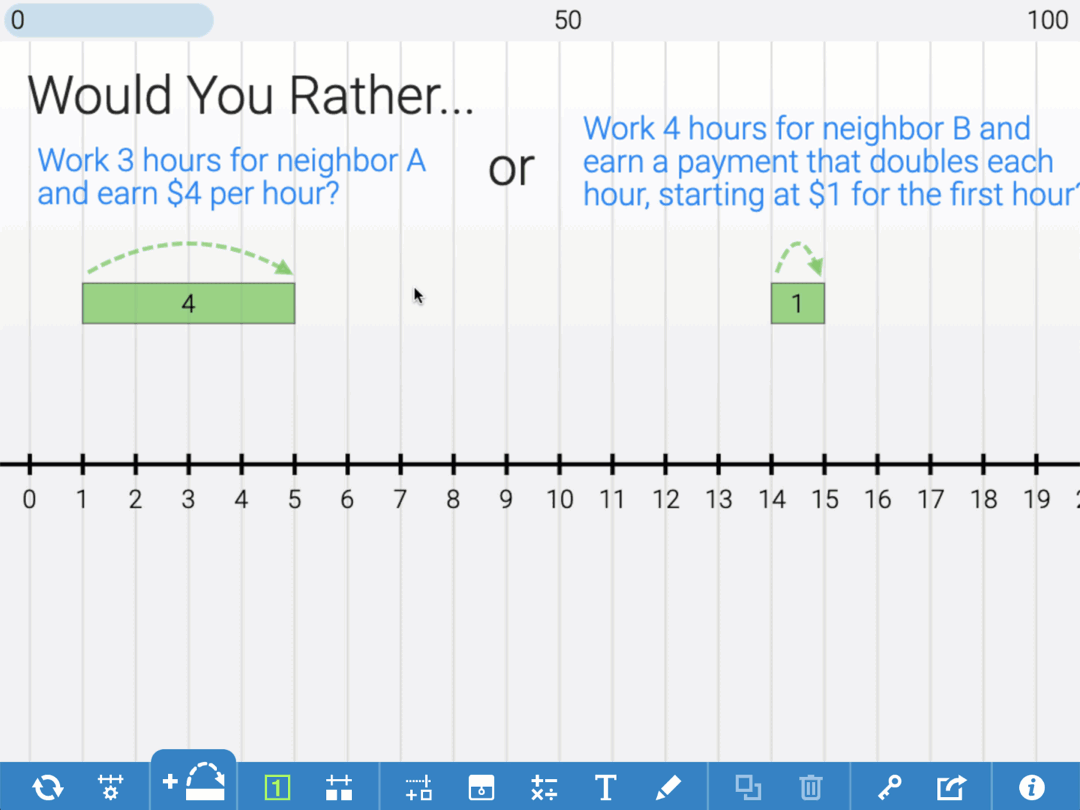 0 50 100
Would You Rather...
Work 3 hours for neighbor A
and earn $4 per hour?
or
Work 4 hours for neighbor B and
earn a payment that doubles each
hour, starting at $1 for the first hour?
4 1
0 1 2 3 4 5 6 7 8 9 10 11 12 13 14 15 16 17 18 19
1
T